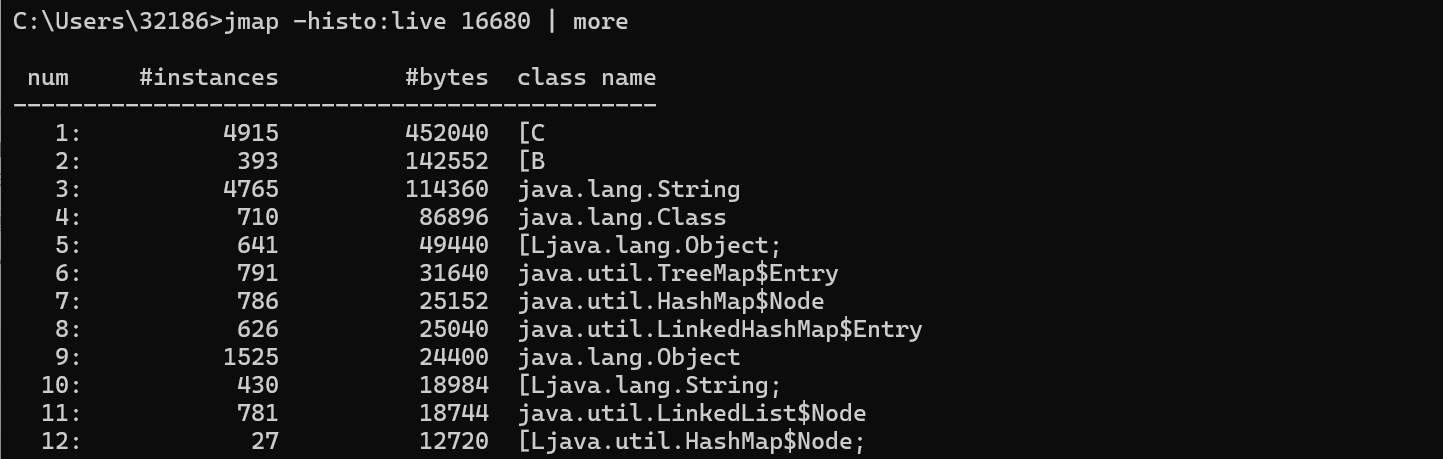 C:\Users\32186>jmap -histo:live 16680 | more
num #instances #bytes class name
----------------------------------------------
1: 4915 452040 [C
2: 393 142552 [B
3: 4765 114360 java.lang.String
4: 710 86896 java.lang.Class
5: 641 49440 [Ljava.lang.Object;
6: 791 31640 java.util.TreeMap$Entry
7: 786 25152 java.util.HashMap$Node
8: 626 25040 java.util.LinkedHashMap$Entry
9: 1525 24400 java.lang.Object
10: 430 18984 [Ljava.lang.String;
11: 781 18744 java.util.LinkedList$Node
12: 27 12720 [Ljava.util.HashMap$Node;